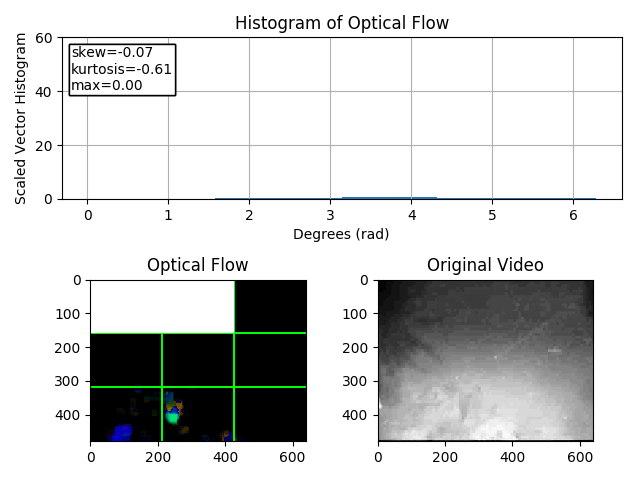 Histogram of Optical Flow
Scaled Vector Histogram
60
40
20
0
skew=-0.07
kurtosis=-0.61
max=0.00
0 1 2 3 4 5 6
Degrees (rad)
Optical Flow
0
100
200
300
400
0 200 400 600
Original Video
0
100
200
300
400
0 200 400 600